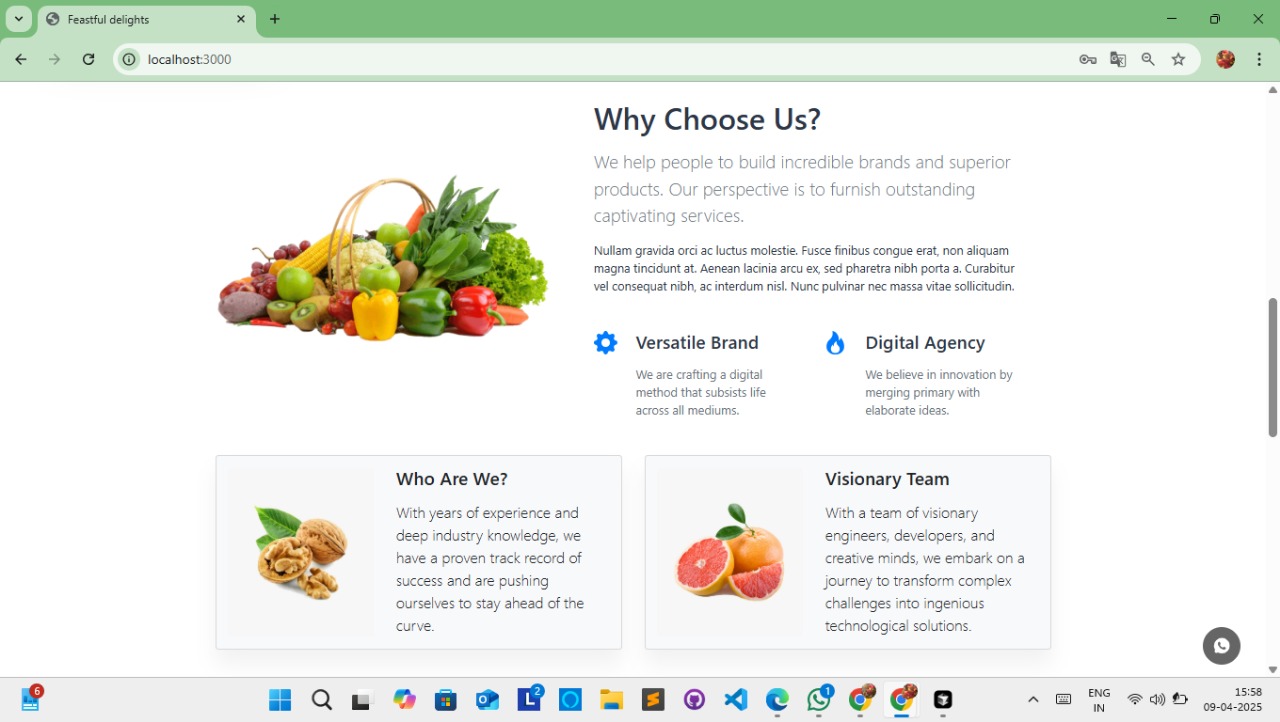 Feastful delights
localhost:3000
Why Choose Us?
We help people to build incredible brands and superior
products. Our perspective is to furnish outstanding
captivating services.
Nullam gravida orci ac luctus molestie. Fusce finibus congue erat, non aliquam
magna tincidunt at. Aenean lacinia arcu ex, sed pharetra nibh porta a. Curabitur
vel consequat nibh, ac interdum nisl. Nunc pulvinar nec massa vitae sollicitudin.
Versatile Brand
We are crafting a digital
method that subsists life
across all mediums.
Digital Agency
We believe in innovation by
merging primary with
elaborate ideas.
Who Are We?
With years of experience and
deep industry knowledge, we
have a proven track record of
success and are pushing
ourselves to stay ahead of the
curve.
Visionary Team
With a team of visionary
engineers, developers, and
creative minds, we embark on a
journey to transform complex
challenges into ingenious
technological solutions.
6
2
1
ENG
IN
15:58
09-04-2025